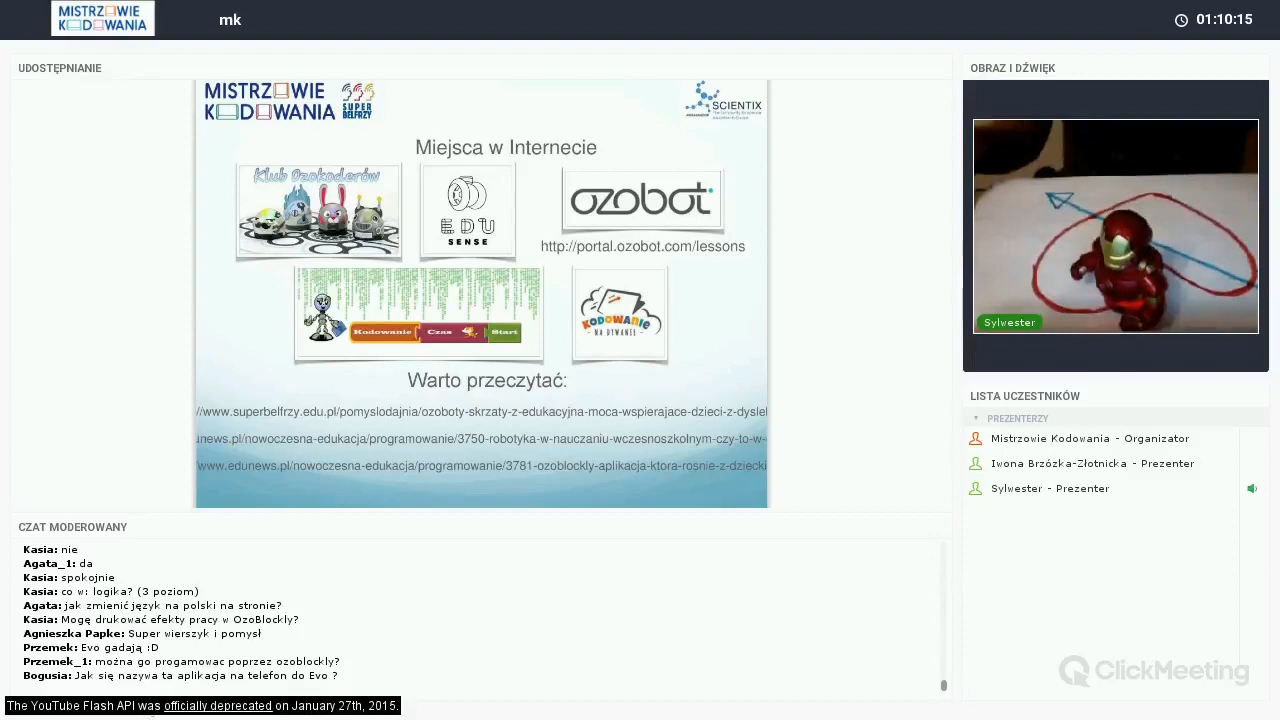 MISTRZOWIE
KODOWANIA
mk
01:10:15
UDOSTĘPNIANIE
OBRAZ I DŹWIĘK
MISTRZOWIE
KODOWANIA
SUPER
BELFRZY
SCIENTIX
Miejsca w Internecie
Klub Ozokoderów
EDU
SENSE
ozobot
http://portal.ozobot.com/lessons
Kodowanie Czas Start
KODOWANIE
NA DYWANIE
Warto przeczytać:
//www.superbelfrzy.edu.pl/pomyslodajnia/ozoboty-skrzaty-z-edukacyjna-moca-wspierajace-dzieci-z-dyslel
unews.pl/nowoczesna-edukacja/programowanie/3750-robotyka-w-nauczaniu-wczesnoszkolnym-czy-to-w-
/www.edunews.pl/nowoczesna-edukacja/programowanie/3781-ozoblockly-aplikacja-ktora-rosnie-z-dziecki
Sylwester
LISTA UCZESTNIKÓW
PREZENTERZY
Mistrzowie Kodowania - Organizator
Iwona Brzózka-Złotnicka - Prezenter
Sylwester - Prezenter
CZAT MODEROWANY
Kasia: nie
Agata_1: da
Kasia: spokojnie
Kasia: co w: logika? (3 poziom)
Agata: jak zmienić język na polski na stronie?
Kasia: Mogę drukować efekty pracy w OzoBlockly?
Agnieszka Papke: Super wierszyk i pomysł
Przemek: Evo gadają :D
Przemek_1: można go progamowac poprzez ozoblockly?
Bogusia: Jak się nazywa ta aplikacja na telefon do Evo ?
ClickMeeting
The YouTube Flash API was officially deprecated on January 27th, 2015.